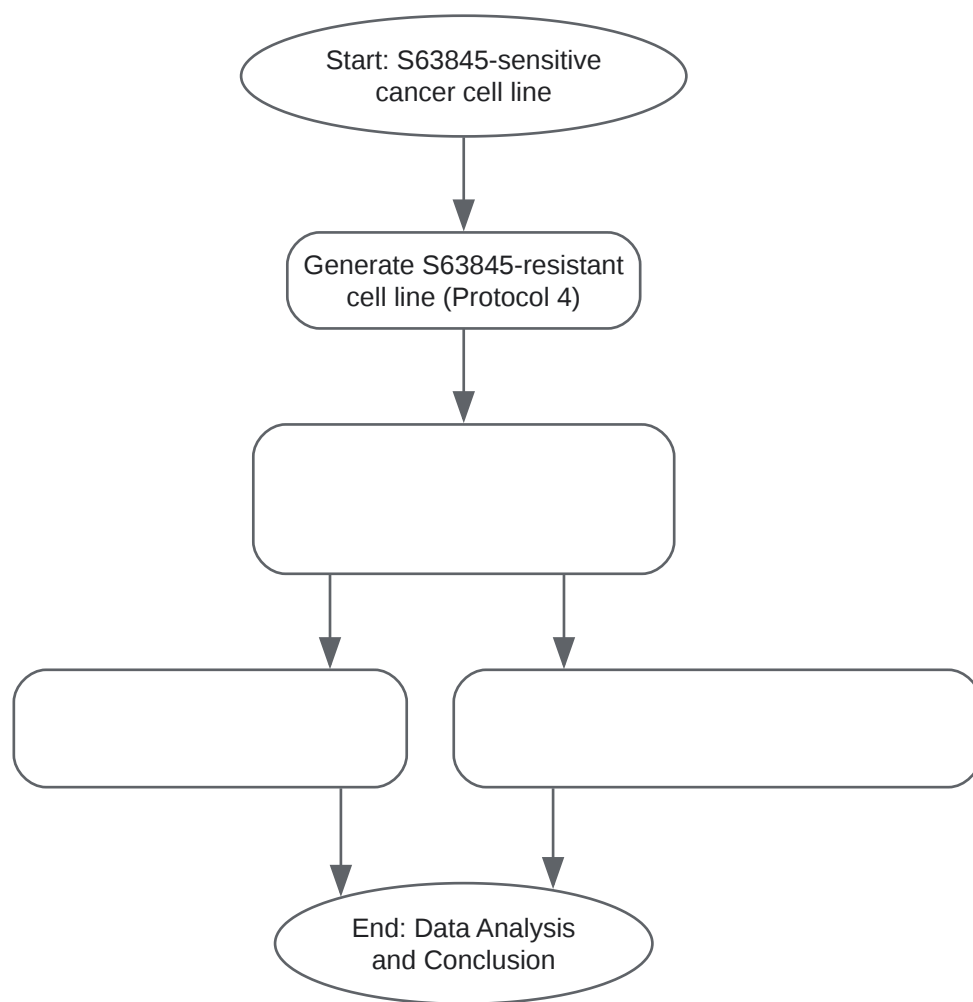 Start: S63845-sensitive
cancer cell line
Generate S63845-resistant
cell line (Protocol 4)
End: Data Analysis
and Conclusion